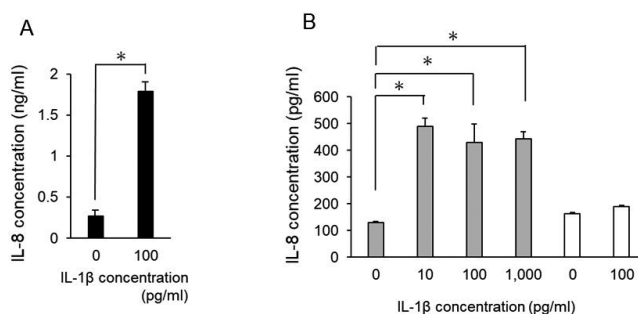 A
*
IL-8 concentration (ng/ml)
2
1.5
1
0.5
0
0 100
IL-1β concentration
(pg/ml)
B
*
*
*
IL-8 concentration (pg/ml)
600
500
400
300
200
100
0
0 10 100 1,000 0 100
IL-1β concentration (pg/ml)